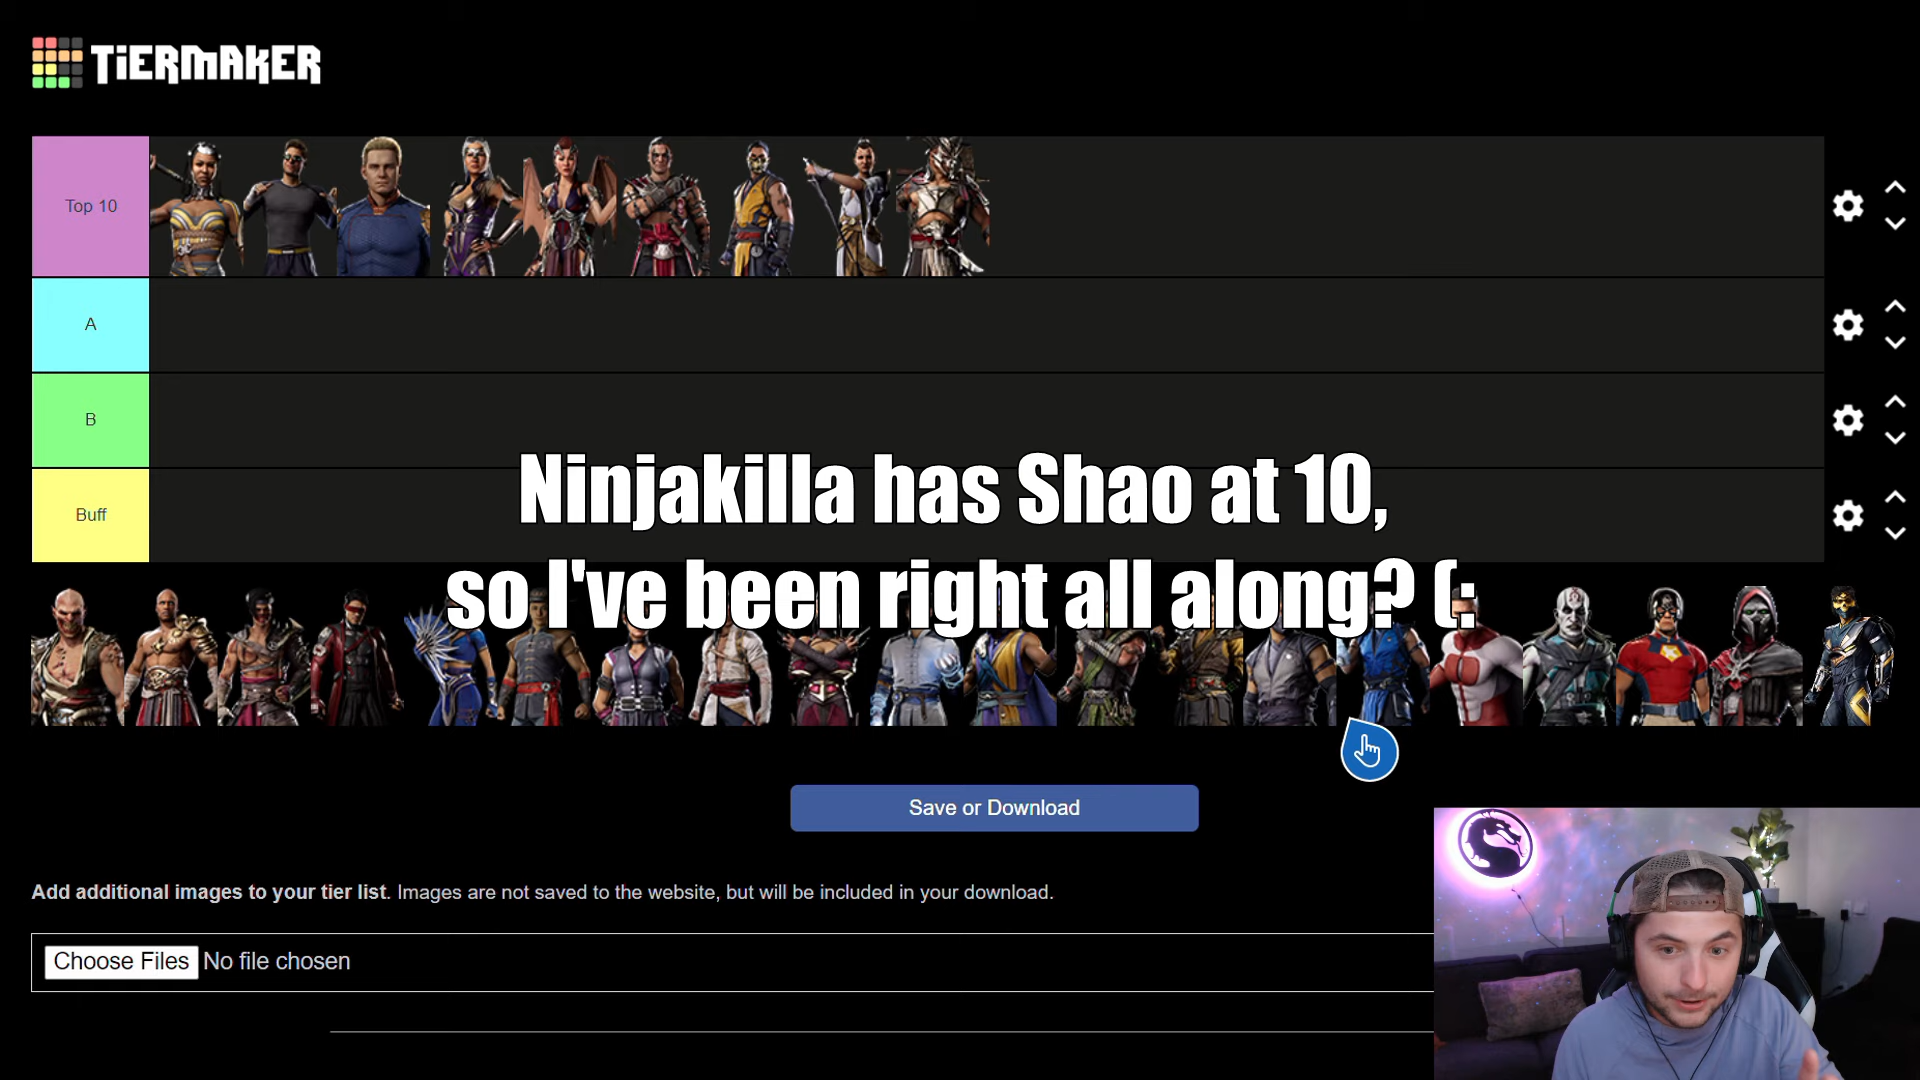 TiERMAKER
Top 10
A
B
Buff
Ninjakilla has Shao at 10,
so I've been right all along? (:
Save or Download
Add additional images to your tier list. Images are not saved to the website, but will be included in your download.
Choose Files No file chosen